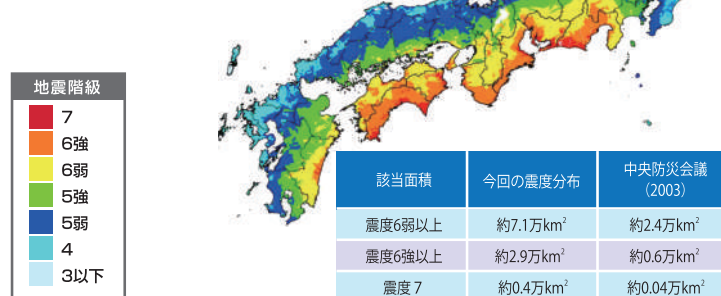 地震階級
7
6強
6弱
5強
5弱
4
3以下
該当面積 今回の震度分布 中央防災会議
（2003）
震度6弱以上 約7.1万km² 約2.4万km²
震度6強以上 約2.9万km² 約0.6万km²
震度７ 約0.4万km² 約0.04万km²